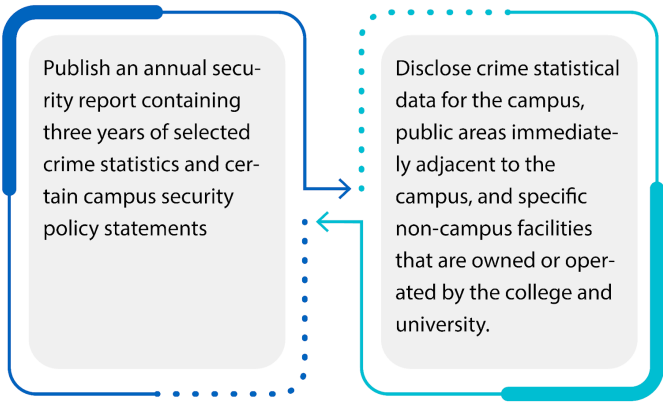 Publish an annual secu-
rity report containing
three years of selected
crime statistics and cer-
tain campus security
policy statements
Disclose crime statistical
data for the campus,
public areas immediate-
ly adjacent to the
campus, and specific
non-campus facilities
that are owned or oper-
ated by the college and
university.